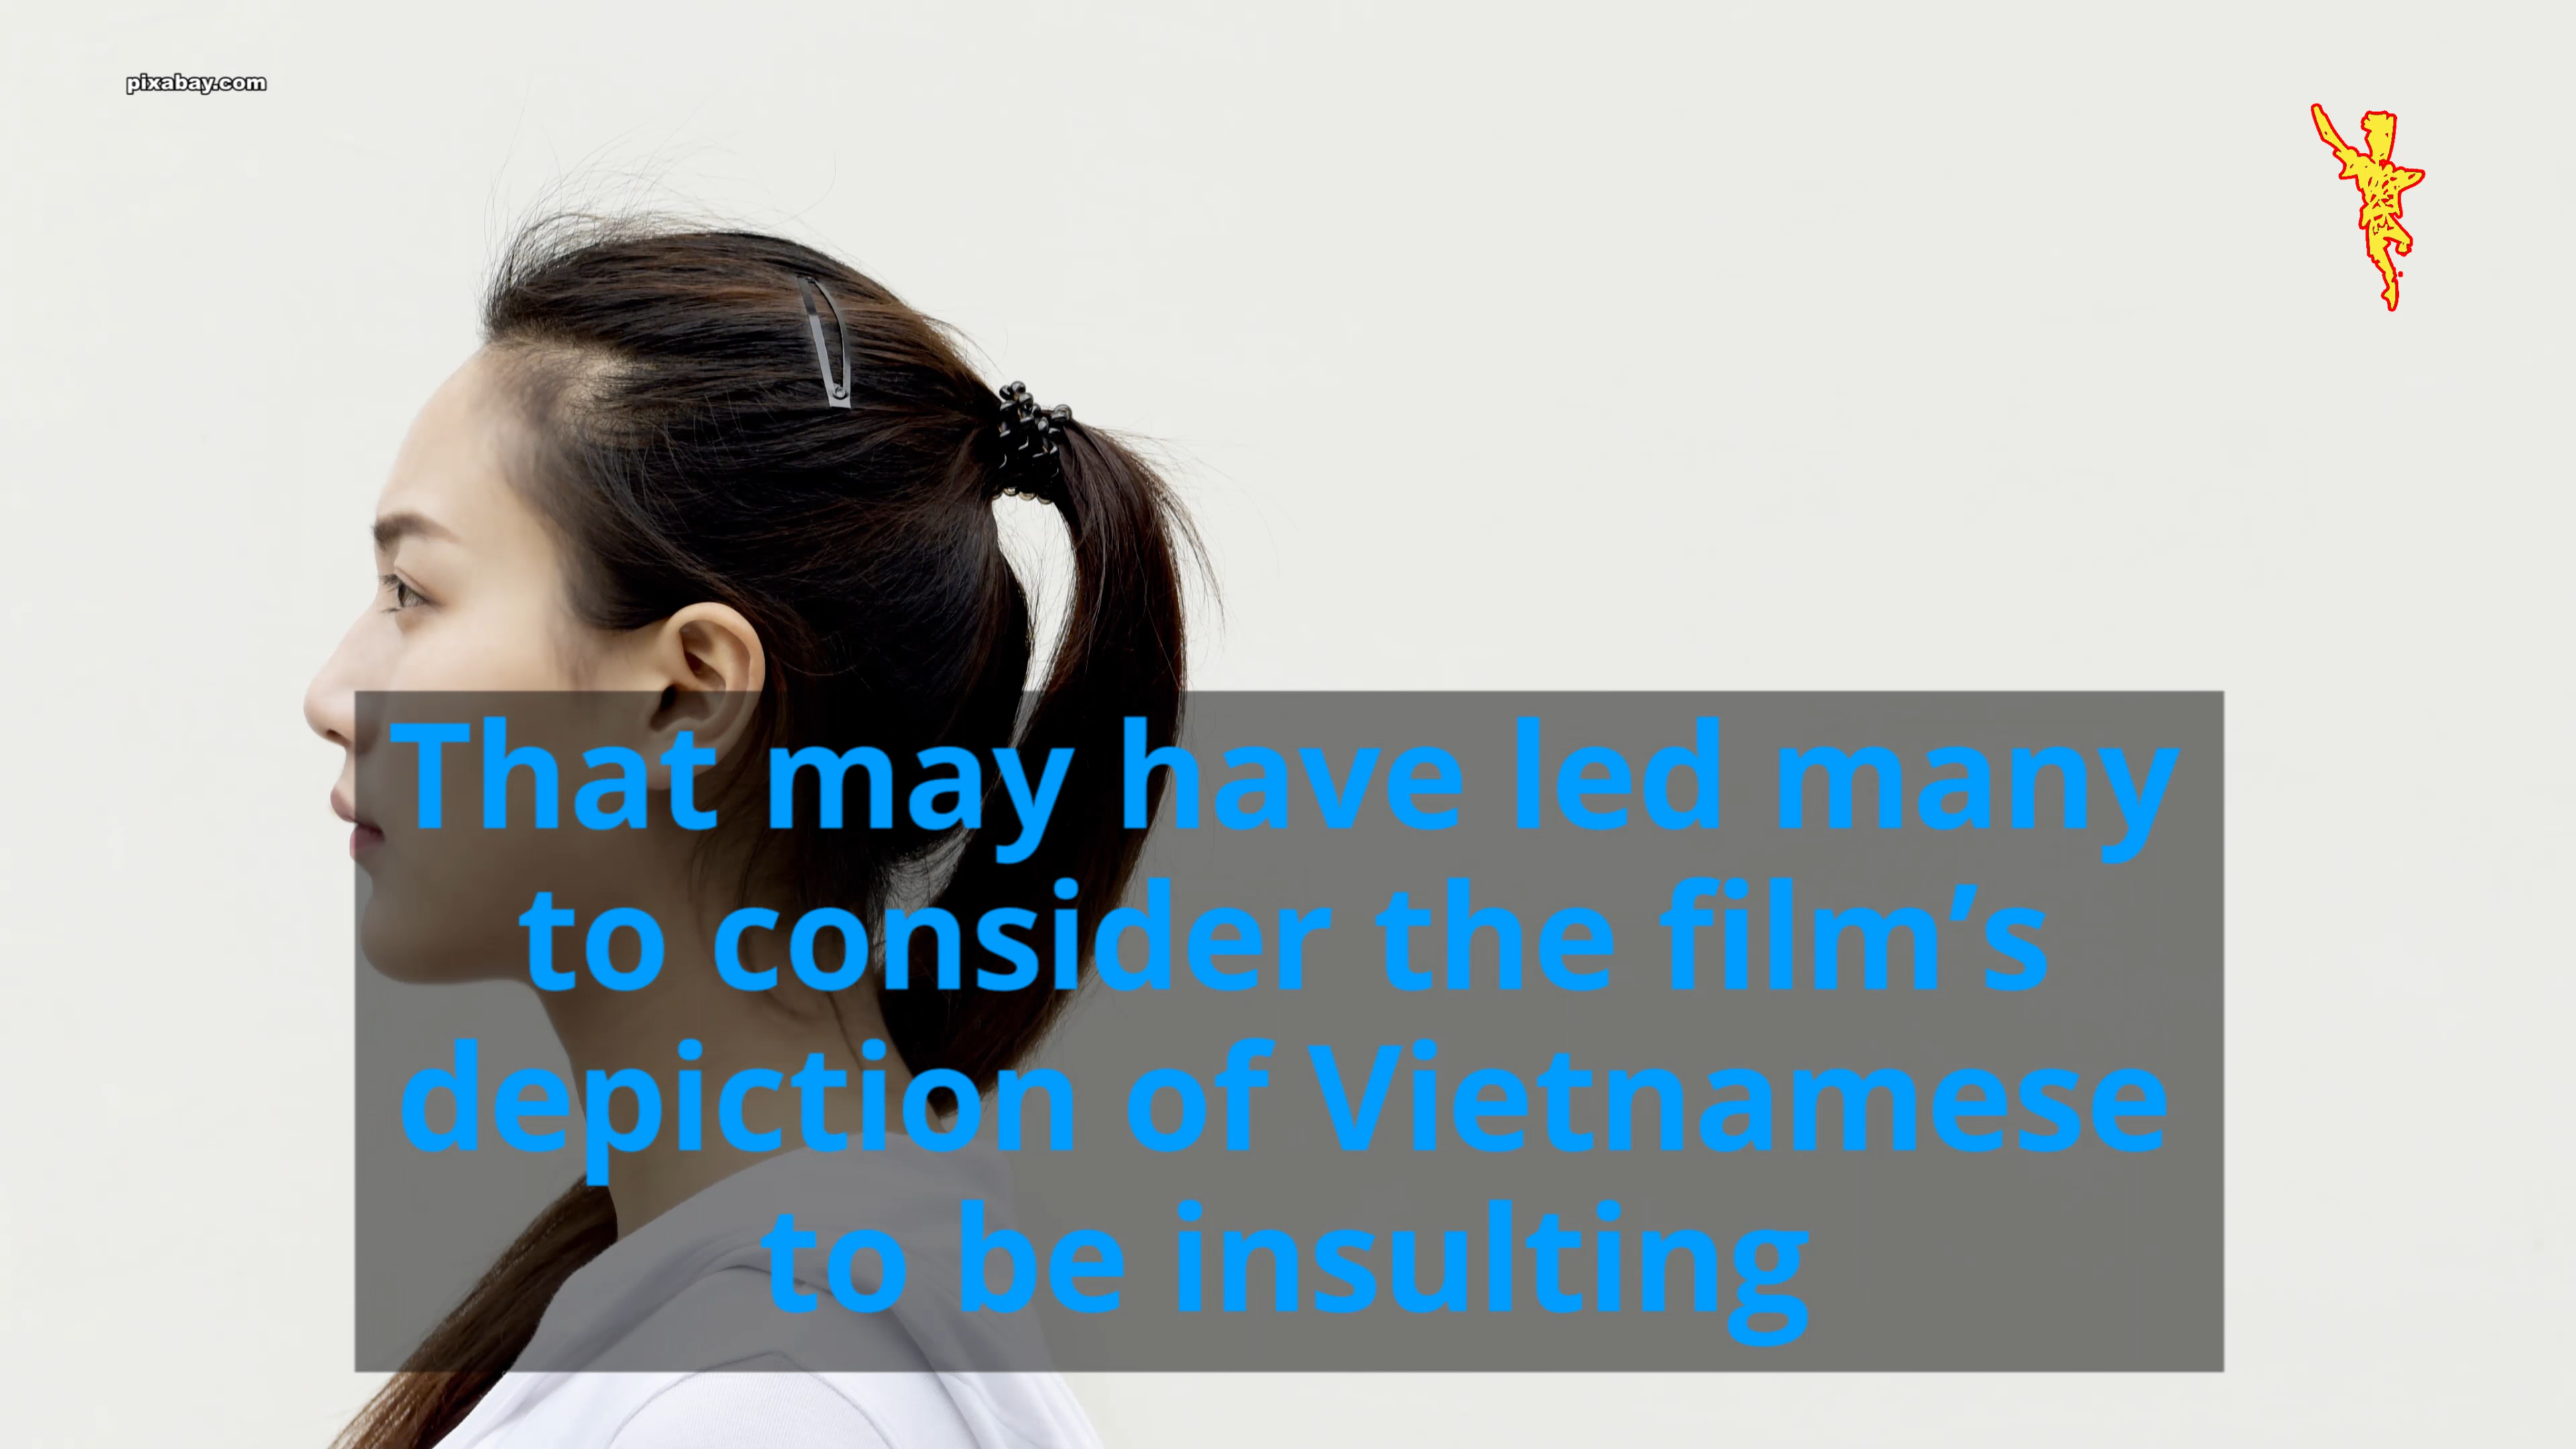 pixabay.com
That may have led many
to consider the film’s
depiction of Vietnamese
to be insulting